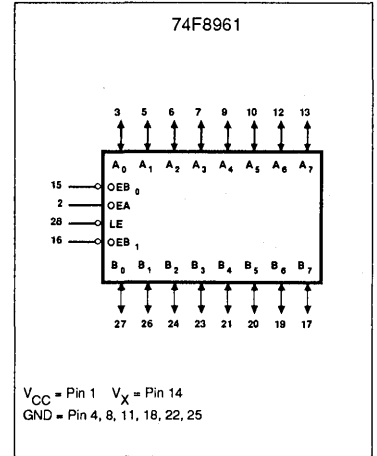 74F8961
3 5 6 7 9 10 12 13
A0 A1 A2 A3 A4 A5 A6 A7
15 OEB0
2 OEA
28 LE
16 OEB1
B0 B1 B2 B3 B4 B5 B6 B7
27 26 24 23 21 20 19 17
VCC = Pin 1 VX = Pin 14
GND = Pin 4, 8, 11, 18, 22, 25